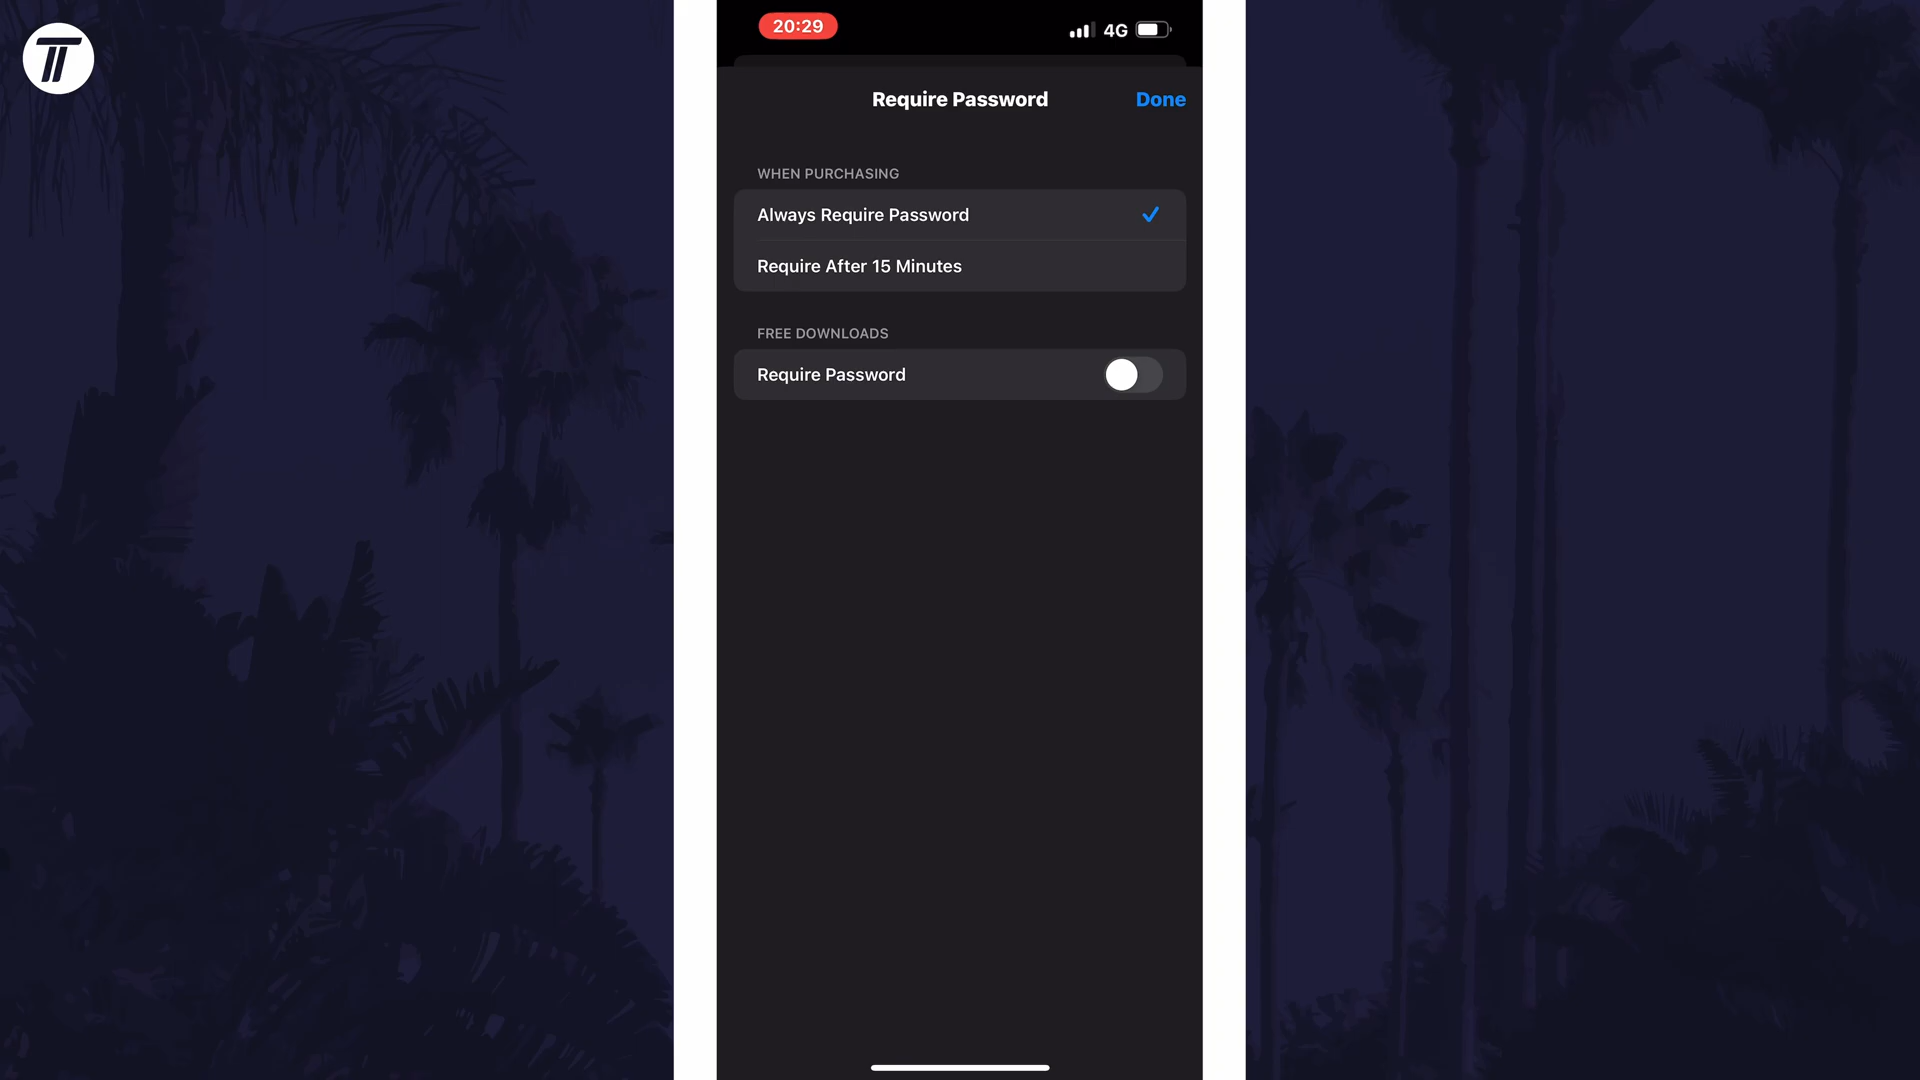 20:29
4G
Require Password
Done
WHEN PURCHASING
Always Require Password
Require After 15 Minutes
FREE DOWNLOADS
Require Password